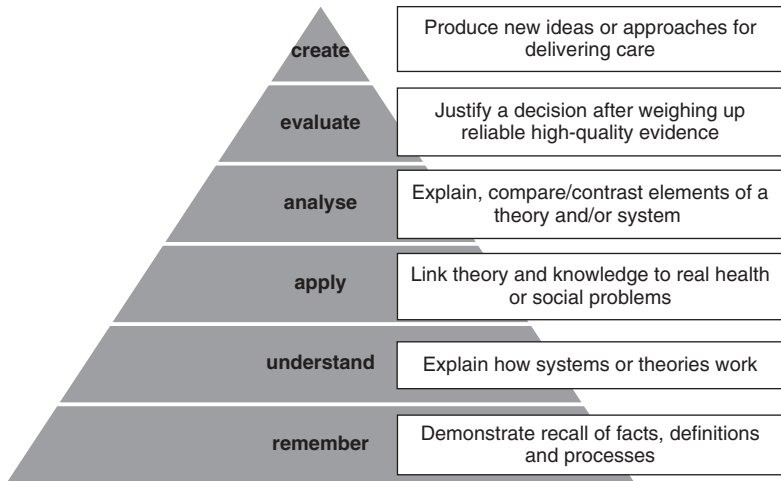 create
Produce new ideas or approaches for
delivering care
evaluate
Justify a decision after weighing up
reliable high-quality evidence
analyse
Explain, compare/contrast elements of a
theory and/or system
apply
Link theory and knowledge to real health
or social problems
understand
Explain how systems or theories work
remember
Demonstrate recall of facts, definitions
and processes